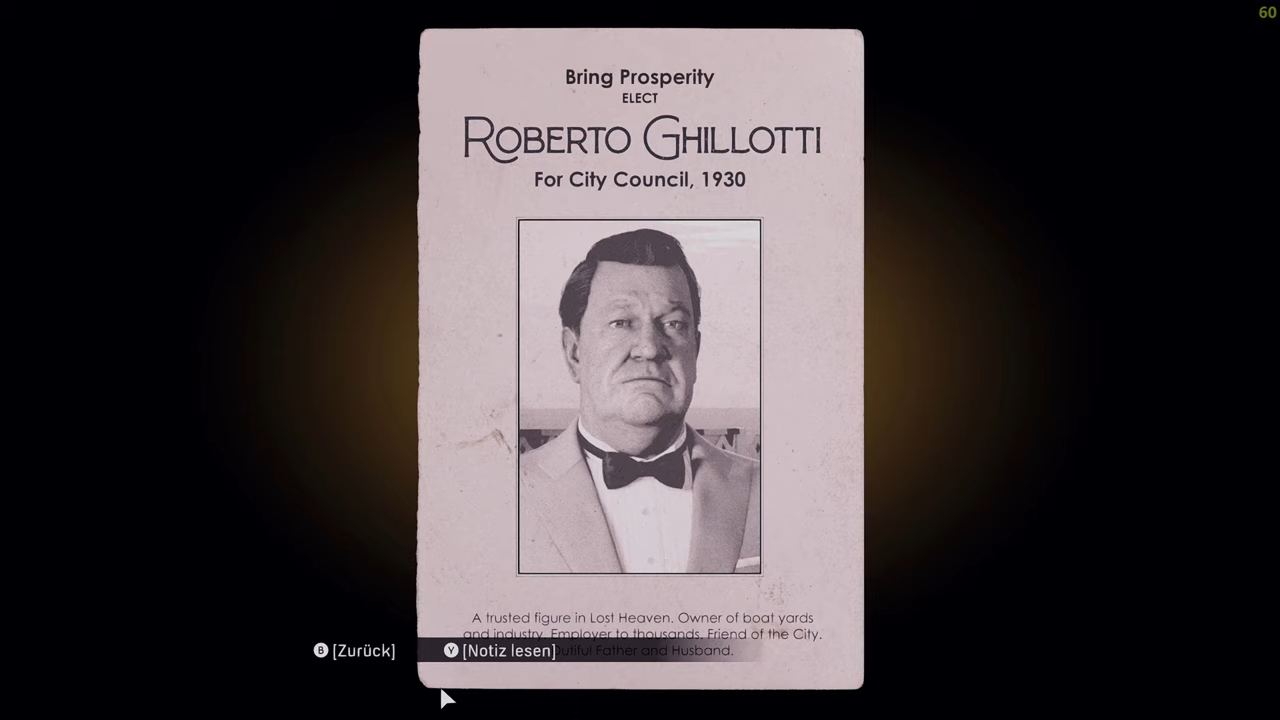 60
Bring Prosperity
ELECT
ROBERTO GHILLOTTI
For City Council, 1930
A trusted figure in Lost Heaven. Owner of boat yards
and industry. Employer to thousands. Friend of the City.
Father and Husband.
B [Zurück] Y [Notiz lesen]